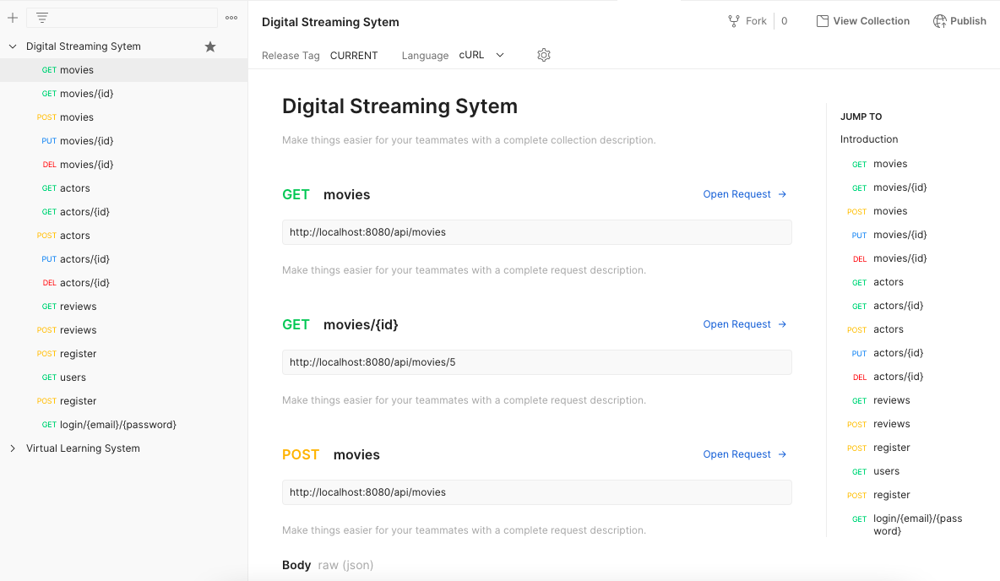 Digital Streaming Sytem
GET movies
GET movies/{id}
POST movies
PUT movies/{id}
DEL movies/{id}
GET actors
GET actors/{id}
POST actors
PUT actors/{id}
DEL actors/{id}
GET reviews
POST reviews
POST register
GET users
POST register
GET login/{email}/{password}
Virtual Learning System
Digital Streaming Sytem
Fork 0 View Collection Publish
Release Tag CURRENT Language cURL
Digital Streaming Sytem
Make things easier for your teammates with a complete collection description.
GET movies Open Request →
http://localhost:8080/api/movies
Make things easier for your teammates with a complete request description.
GET movies/{id} Open Request →
http://localhost:8080/api/movies/5
Make things easier for your teammates with a complete request description.
POST movies Open Request →
http://localhost:8080/api/movies
Make things easier for your teammates with a complete request description.
Body raw (json)
JUMP TO
Introduction
GET movies
GET movies/{id}
POST movies
PUT movies/{id}
DEL movies/{id}
GET actors
GET actors/{id}
POST actors
PUT actors/{id}
DEL actors/{id}
GET reviews
POST reviews
POST register
GET users
POST register
GET login/{email}/{pass
word}